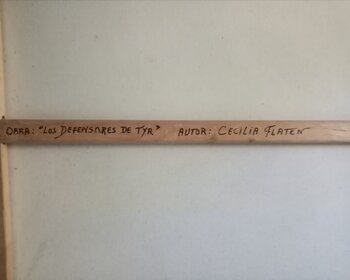 OBRA: "LOS DEFENSORES DE TYR" AUTOR: CECILIA FLATEN